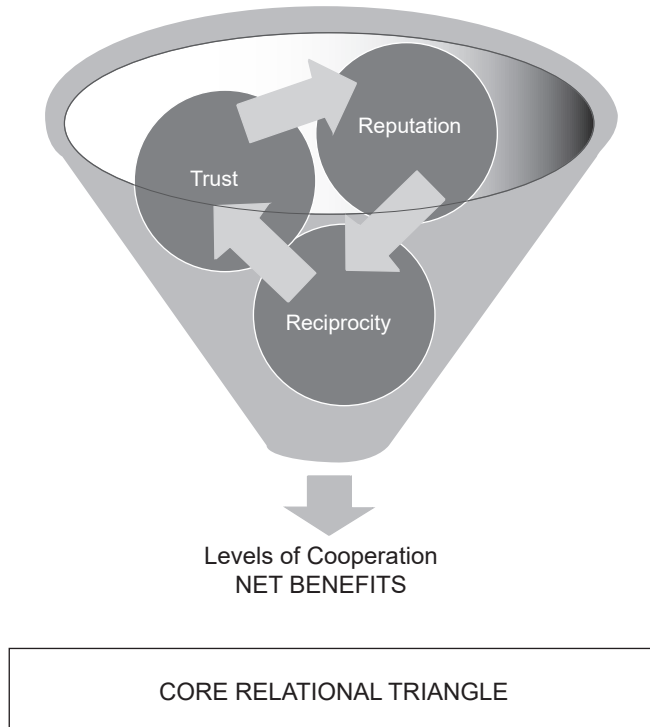 Reputation
Trust
Reciprocity
Levels of Cooperation
NET BENEFITS
CORE RELATIONAL TRIANGLE